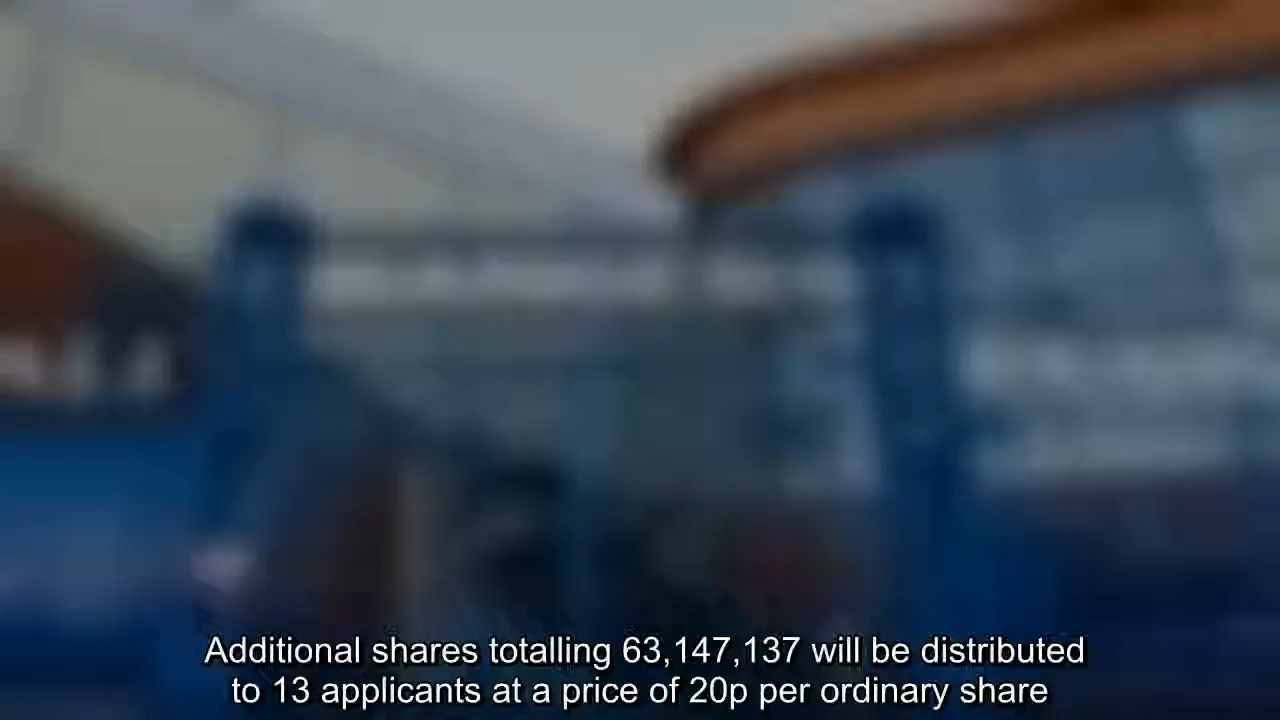 Additional shares totalling 63,147,137 will be distributed
to 13 applicants at a price of 20p per ordinary share